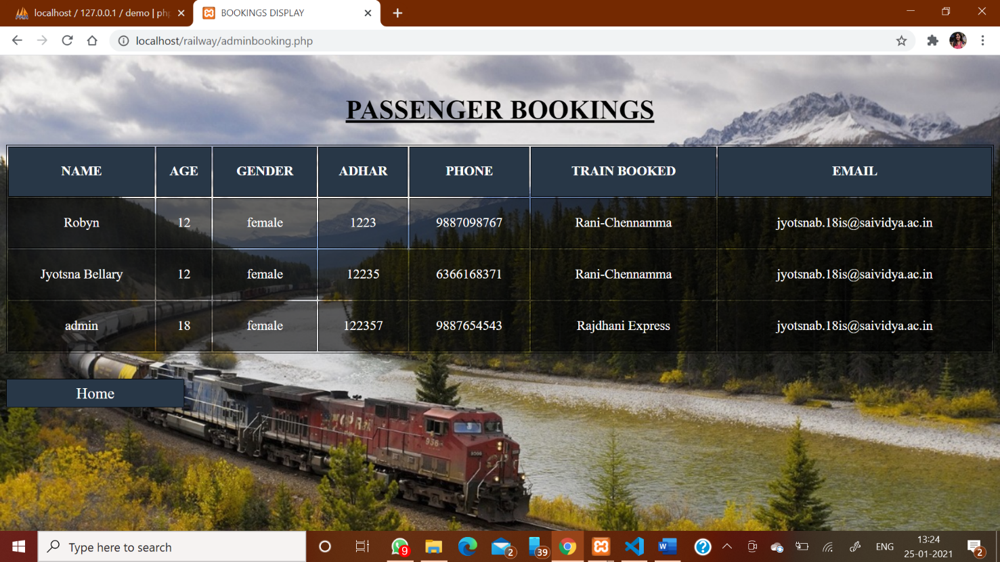 localhost / 127.0.0.1 / demo | ph
BOOKINGS DISPLAY
localhost/railway/adminbooking.php
PASSENGER BOOKINGS
NAME AGE GENDER ADHAR PHONE TRAIN BOOKED EMAIL
Robyn 12 female 1223 9887098767 Rani-Chennamma jyotsnab.18is@saividya.ac.in
Jyotsna Bellary 12 female 12235 6366168371 Rani-Chennamma jyotsnab.18is@saividya.ac.in
admin 18 female 122357 9887654543 Rajdhani Express jyotsnab.18is@saividya.ac.in
Home
936
Type here to search
9
2
39
ENG
13:24
25-01-2021
2